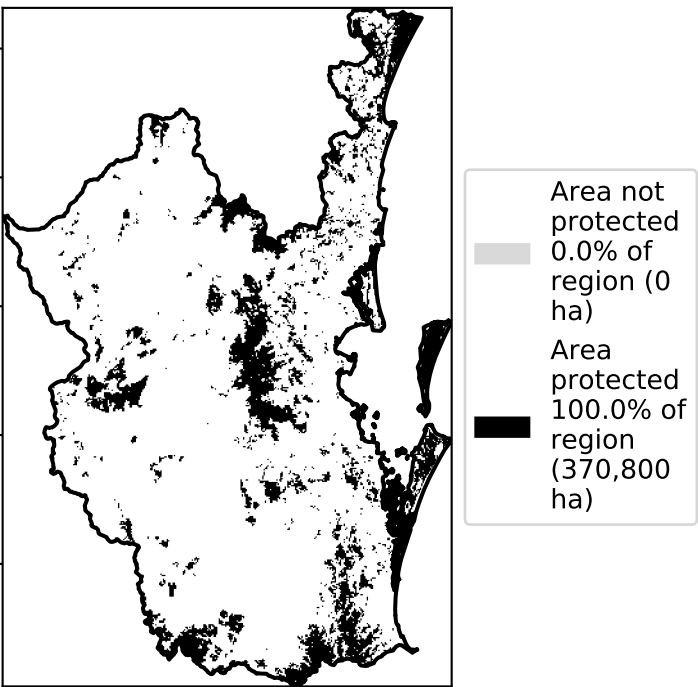 Area not
protected
0.0% of
region (0
ha)
Area
protected
100.0% of
region
(370,800
ha)